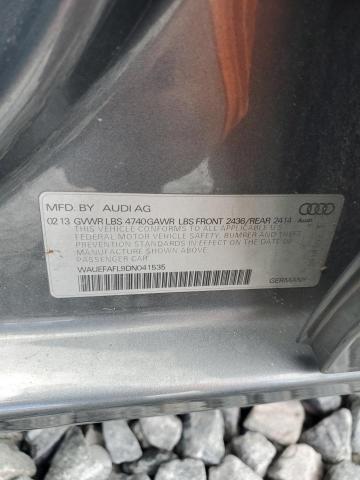 MFD. BY AUDI AG
02 13 GVWR LBS 4740GAWR LBS FRONT 2436/REAR 2414
Audi
THIS VEHICLE CONFORMS TO ALL APPLICABLE U.S.
FEDERAL MOTOR VEHICLE SAFETY, BUMPER AND THEFT
PREVENTION STANDARDS IN EFFECT ON THE DATE OF
MANUFACTURE SHOWN ABOVE.
PASSENGER CAR
WAUEFAFL9DN041535
GERMANY